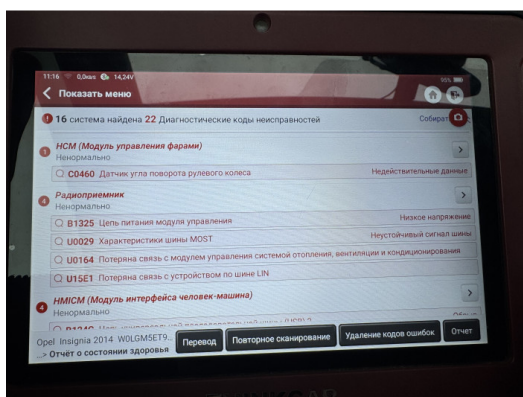 11:16 0,0км/ч 14,24V 95%
Показать меню
16 система найдена 22 Диагностические коды неисправностей Собират
HCM (Модуль управления фарами)
Ненормально
C0460 Датчик угла поворота рулевого колеса Недействительные данные
Радиоприемник
Ненормально
B1325 Цепь питания модуля управления Низкое напряжение
U0029 Характеристики шины MOST Неустойчивый сигнал шины
U0164 Потеряна связь с модулем управления системой отопления, вентиляции и кондиционирования
U15E1 Потеряна связь с устройством по шине LIN
HMICM (Модуль интерфейса человек-машина)
Ненормально
Opel Insignia 2014 W0LGM5ET9...
..> Отчёт о состоянии здоровья
Перевод
Повторное сканирование
Удаление кодов ошибок
Отчет